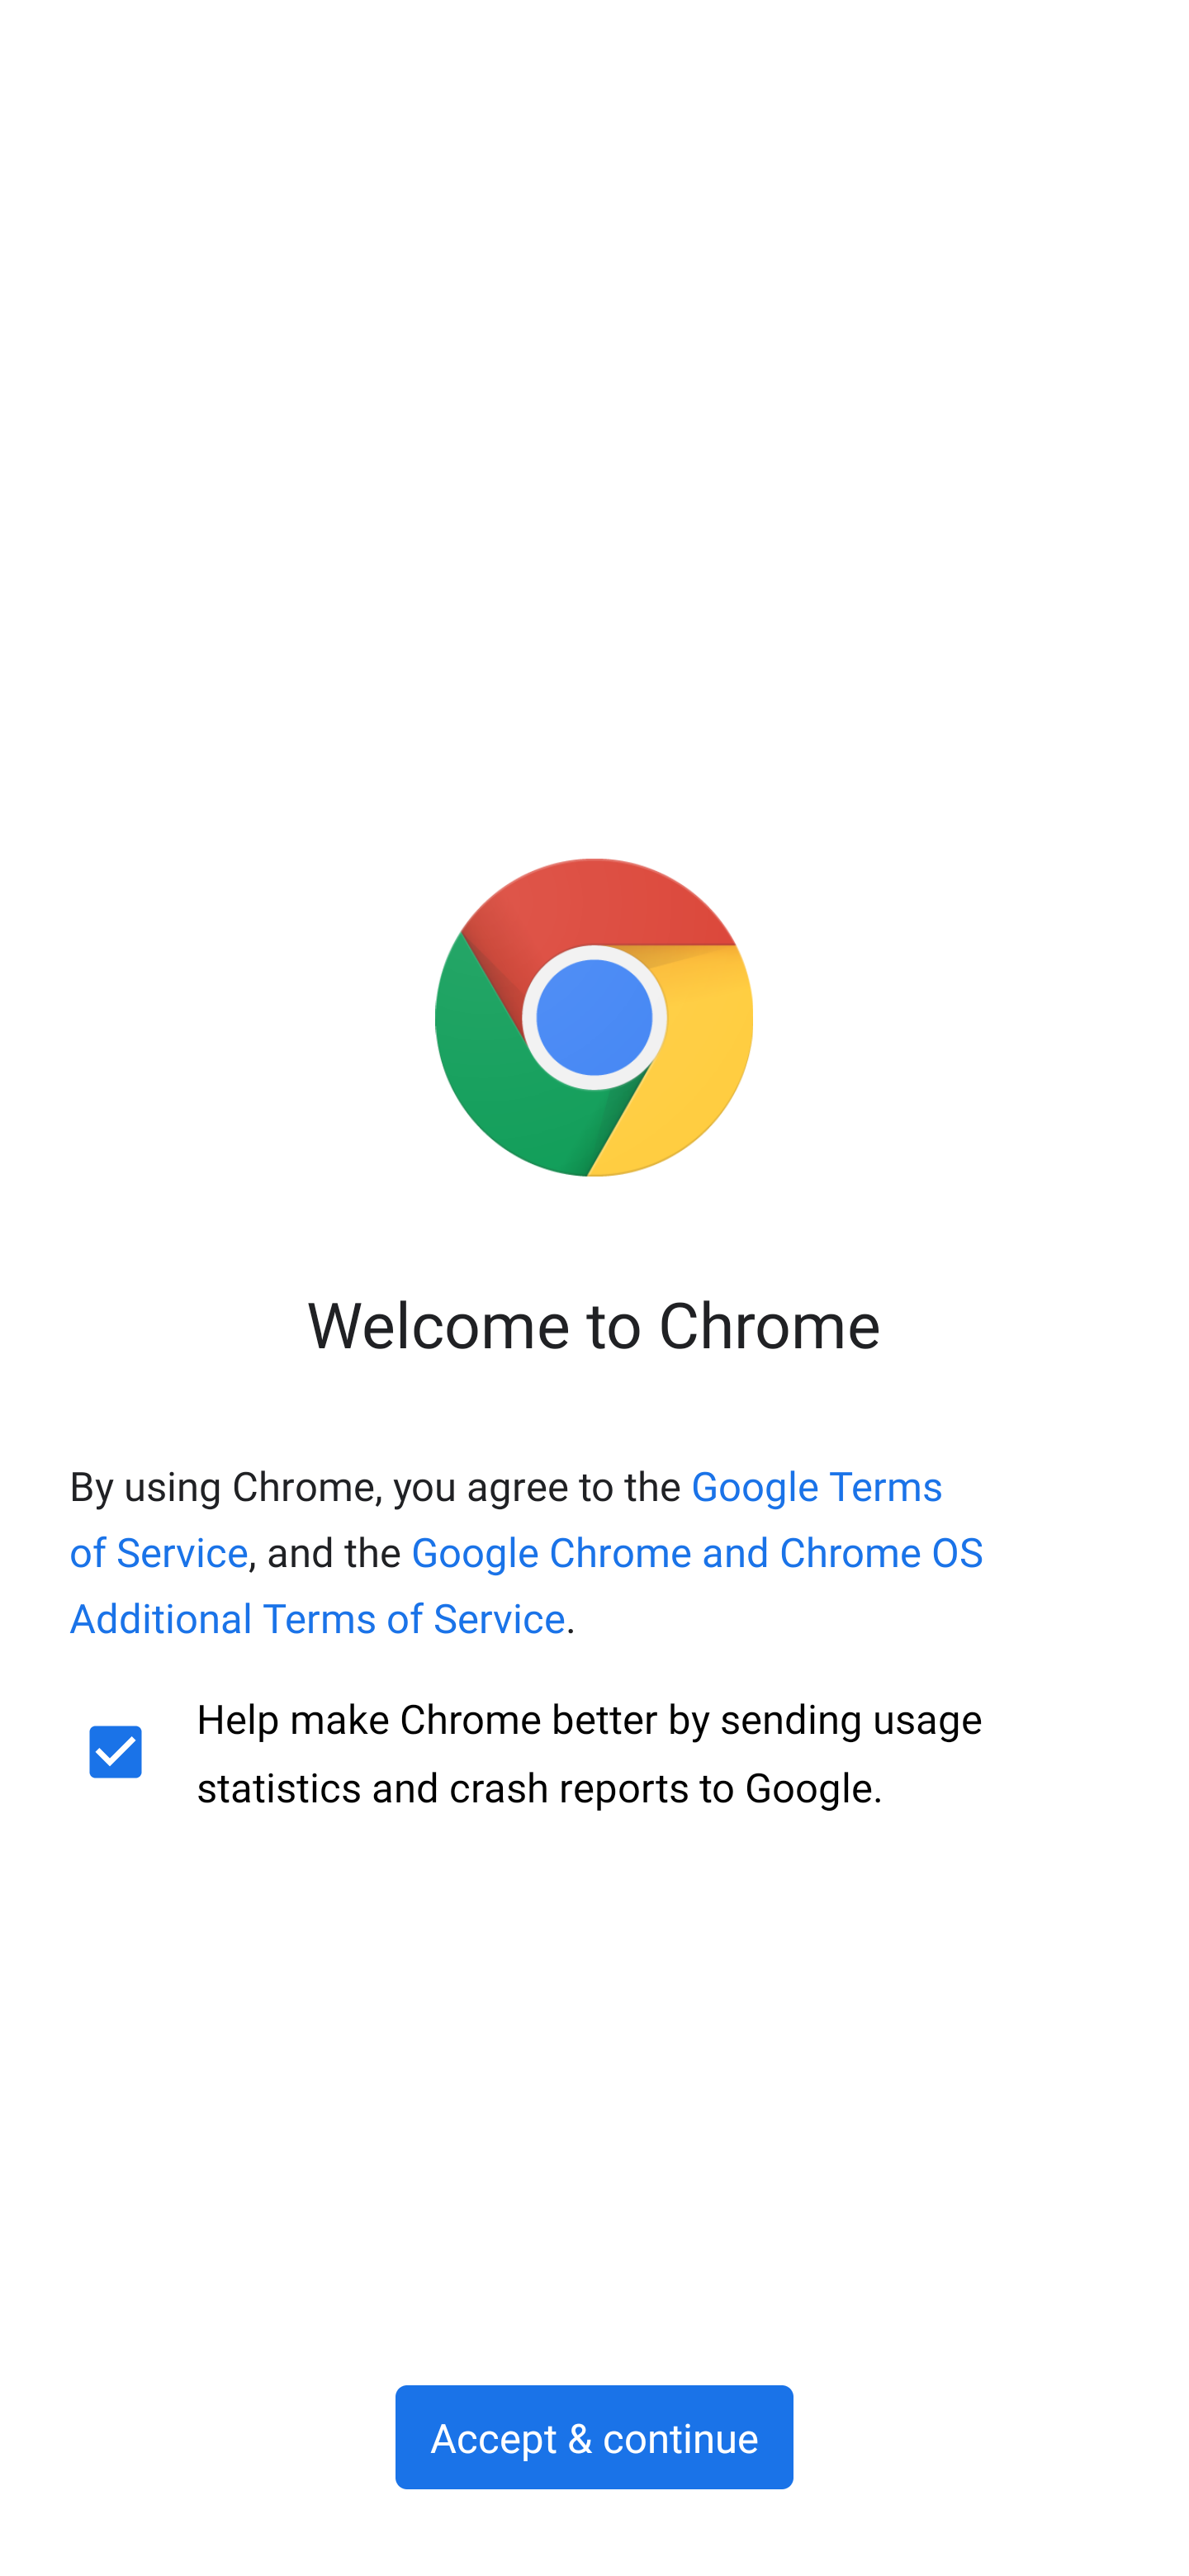 Welcome to Chrome
By using Chrome, you agree to the Google Terms
of Service, and the Google Chrome and Chrome OS
Additional Terms of Service.
Help make Chrome better by sending usage
statistics and crash reports to Google.
Accept & continue